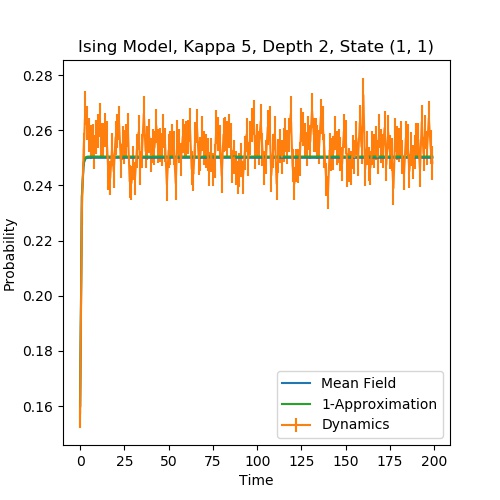 Ising Model, Kappa 5, Depth 2, State (1, 1)
0.28
0.26
0.24
0.22
0.20
0.18
0.16
Probability
0
25
50
75
100
125
150
175
200
Time
Mean Field
1-Approximation
Dynamics